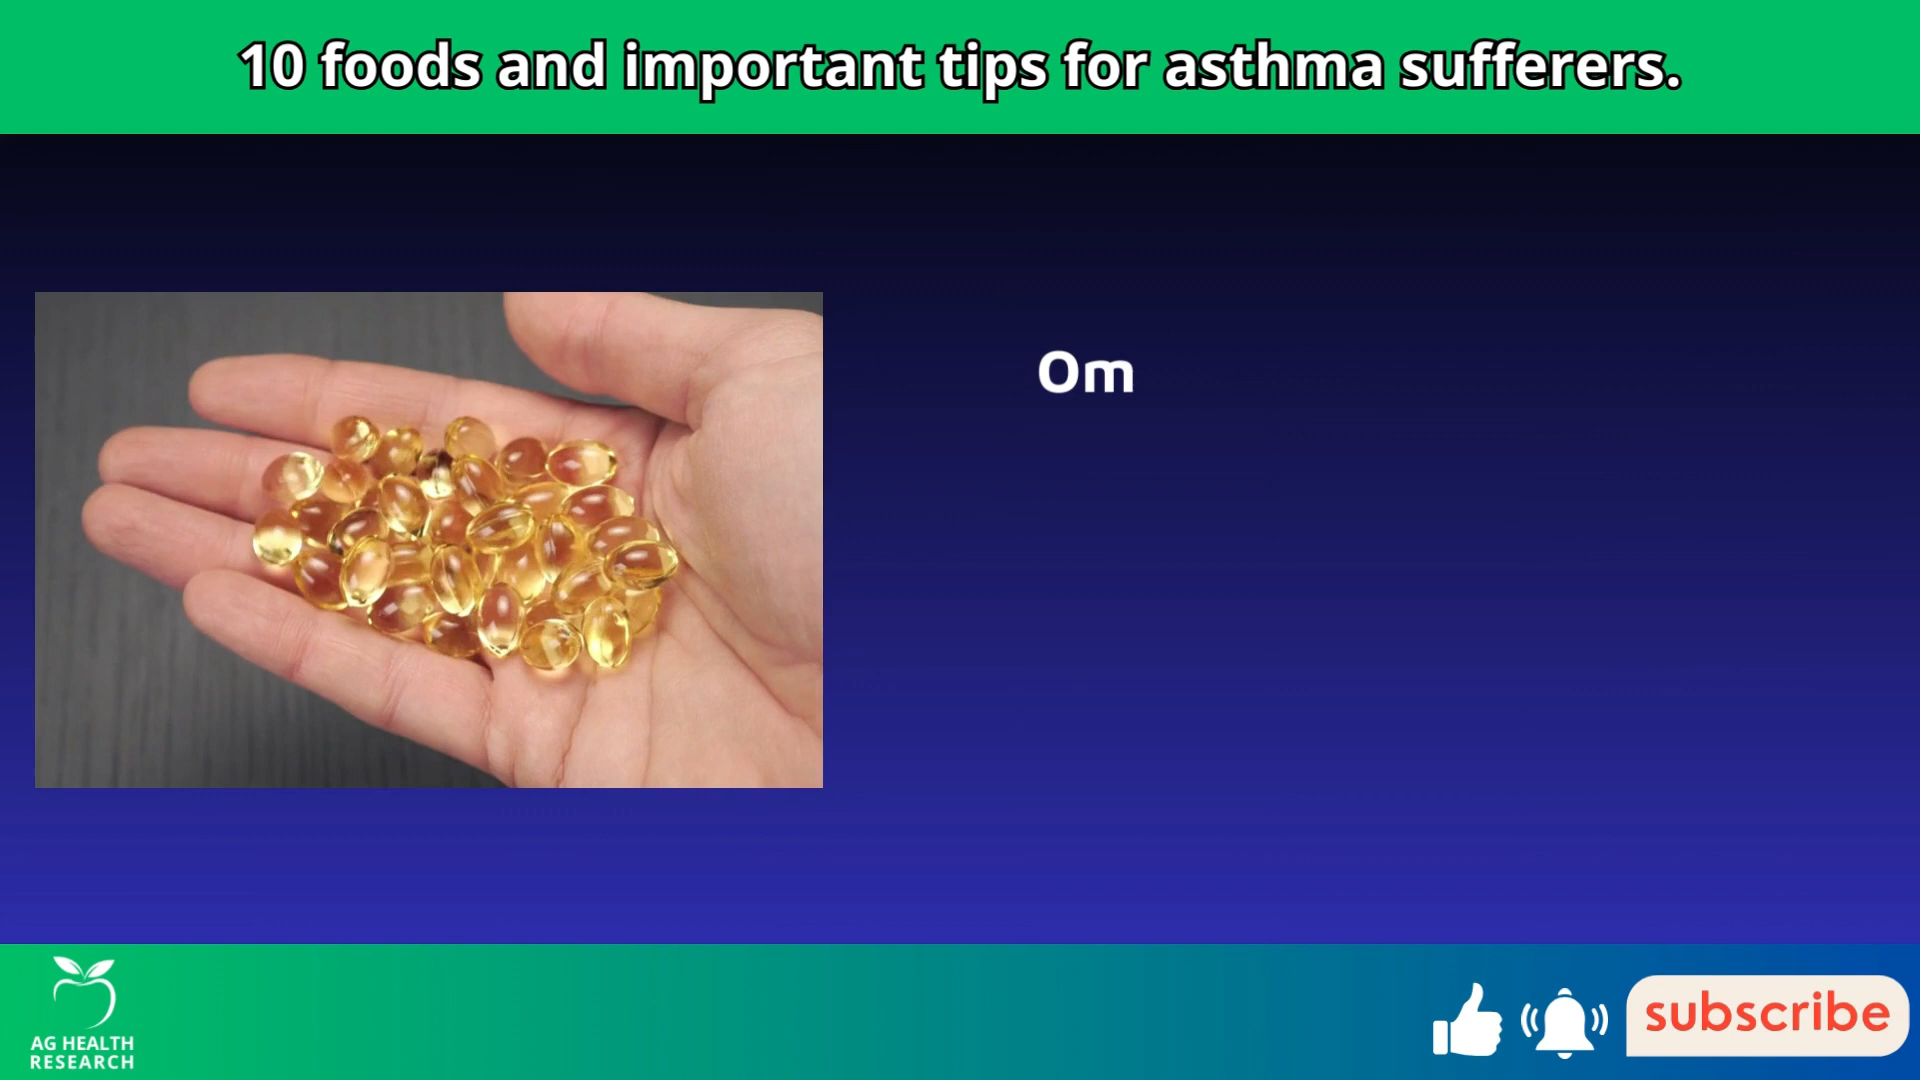 10 foods and important tips for asthma sufferers.
Om
AG HEALTH
RESEARCH
subscribe